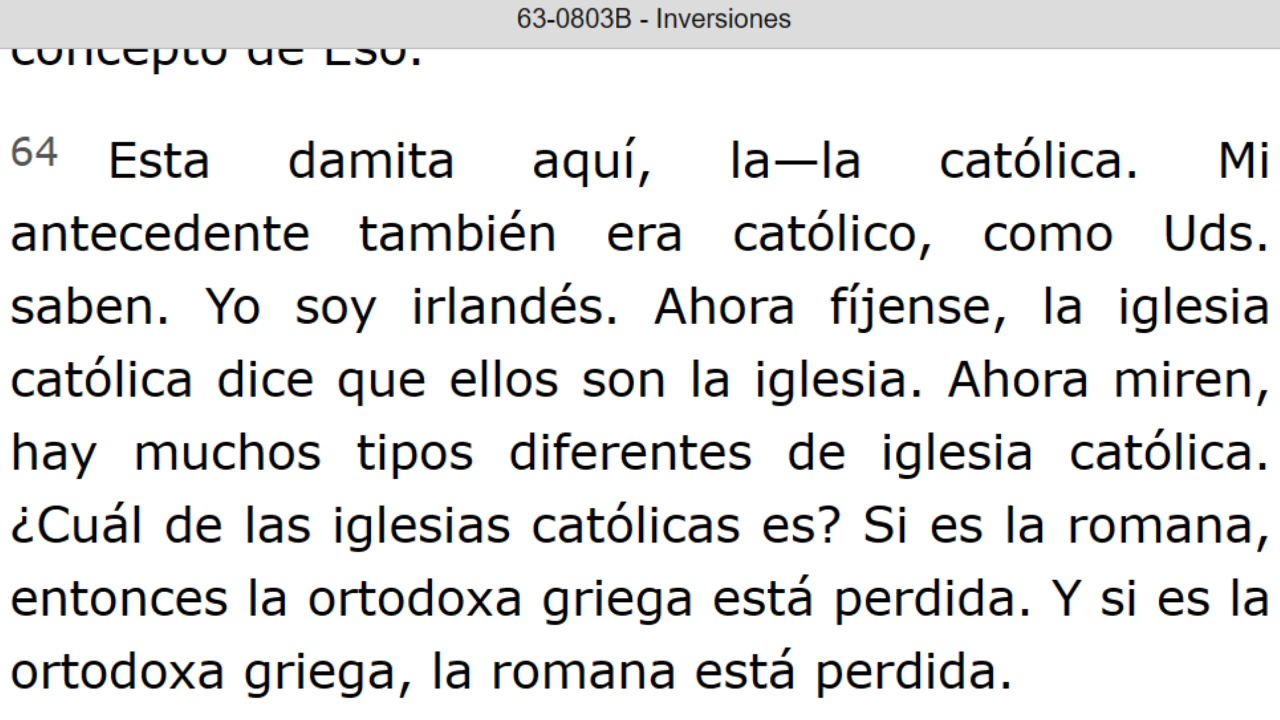 63-0803B - Inversiones
concepto de Eso.
64 Esta damita aquí, la—la católica. Mi
antecedente también era católico, como Uds.
saben. Yo soy irlandés. Ahora fíjense, la iglesia
católica dice que ellos son la iglesia. Ahora miren,
hay muchos tipos diferentes de iglesia católica.
¿Cuál de las iglesias católicas es? Si es la romana,
entonces la ortodoxa griega está perdida. Y si es la
ortodoxa griega, la romana está perdida.